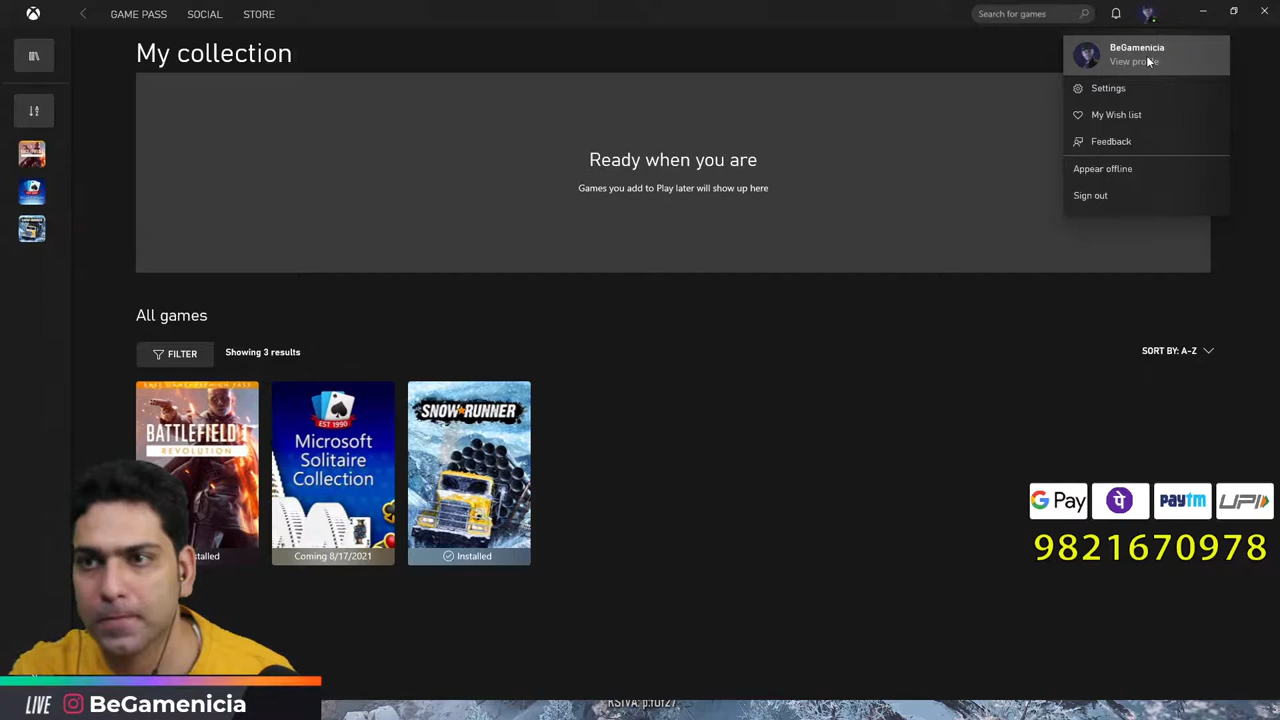 GAME PASS SOCIAL STORE
Search for games
BeGamenicia
View profile
Settings
My Wish list
Feedback
Appear offline
Sign out
My collection
Ready when you are
Games you add to Play later will show up here
All games
FILTER
Showing 3 results
SORT BY: A-Z
BATTLEFIELD 1
REVOLUTION
EST 1990
Microsoft
Solitaire
Collection
Coming 8/17/2021
SNOWRUNNER
Installed
G Pay पे paytm UPI
9821670978
LIVE BeGamenicia